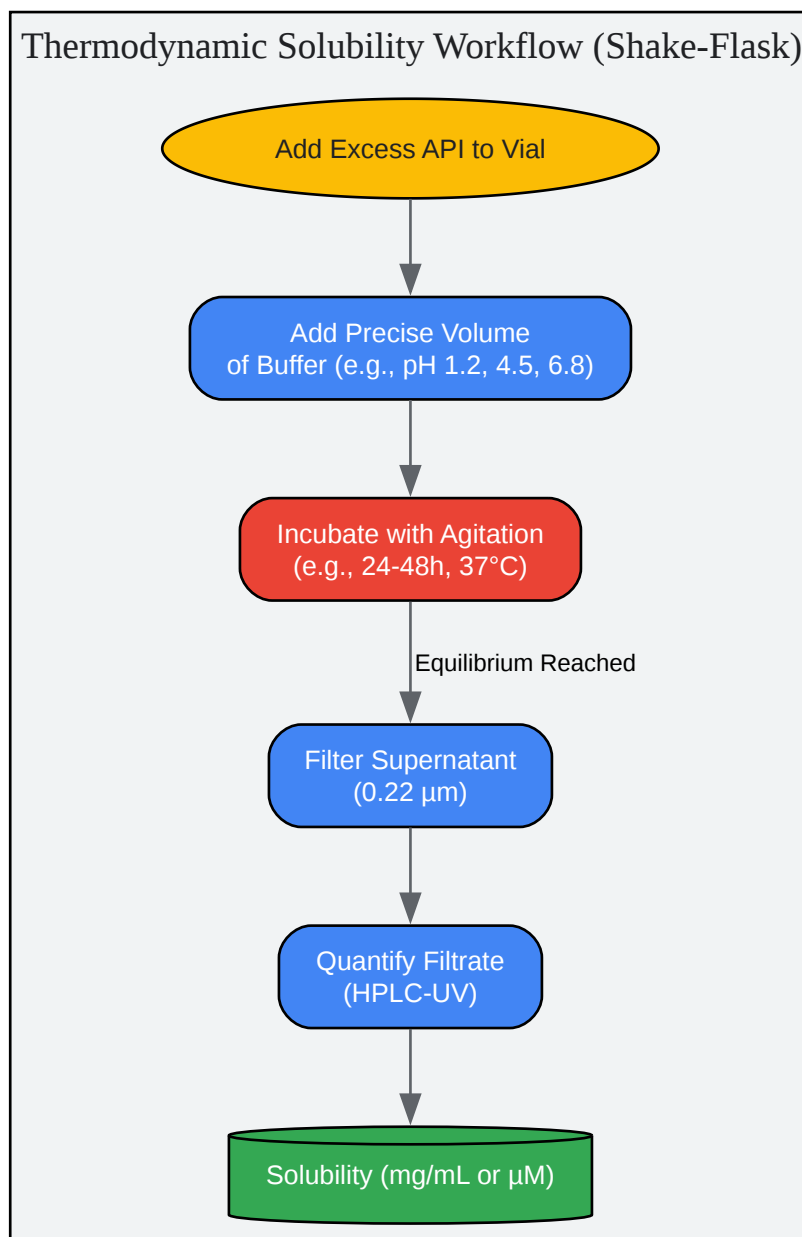 Thermodynamic Solubility Workflow (Shake-Flask)
Add Excess API to Vial
Add Precise Volume
of Buffer (e.g., pH 1.2, 4.5, 6.8)
Incubate with Agitation
(e.g., 24-48h, 37°C)
Equilibrium Reached
Filter Supernatant
(0.22 µm)
Quantify Filtrate
(HPLC-UV)
Solubility (mg/mL or µM)